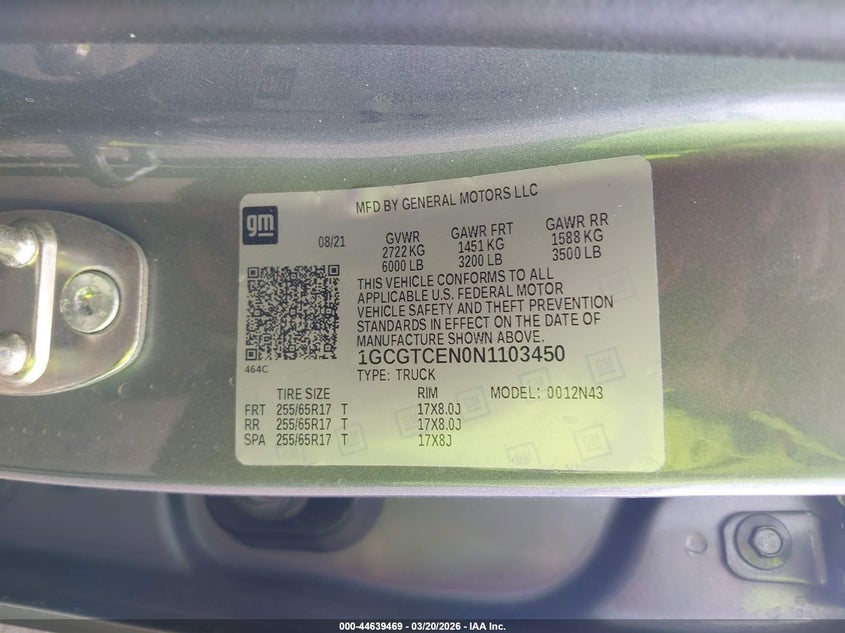 gm
MFD BY GENERAL MOTORS LLC
08/21
GVWR GAWR FRT GAWR RR
2722 KG 1451 KG 1588 KG
6000 LB 3200 LB 3500 LB
THIS VEHICLE CONFORMS TO ALL
APPLICABLE U.S. FEDERAL MOTOR
VEHICLE SAFETY AND THEFT PREVENTION
STANDARDS IN EFFECT ON THE DATE OF
MANUFACTURE SHOWN ABOVE.
1GCGTCEN0N1103450
464C
TYPE: TRUCK
TIRE SIZE RIM MODEL: 0012N43
FRT 255/65R17 T 17X8.0J
RR 255/65R17 T 17X8.0J
SPA 255/65R17 T 17X8J
000-44639469 - 03/20/2026 - IAA Inc.